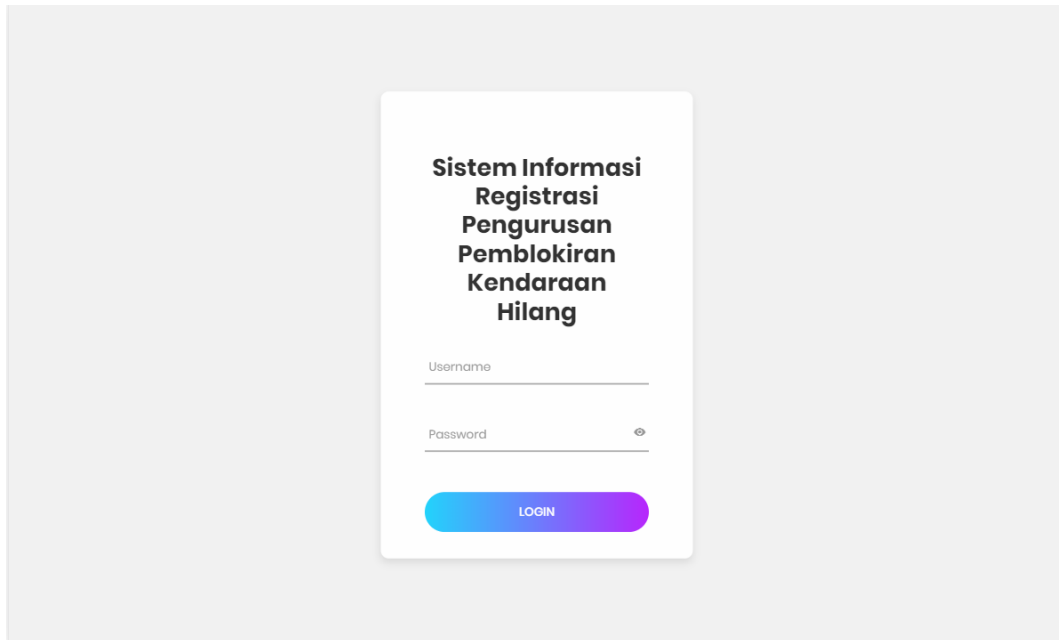 Sistem Informasi
Registrasi
Pengurusan
Pemblokiran
Kendaraan
Hilang
Username
Password
LOGIN